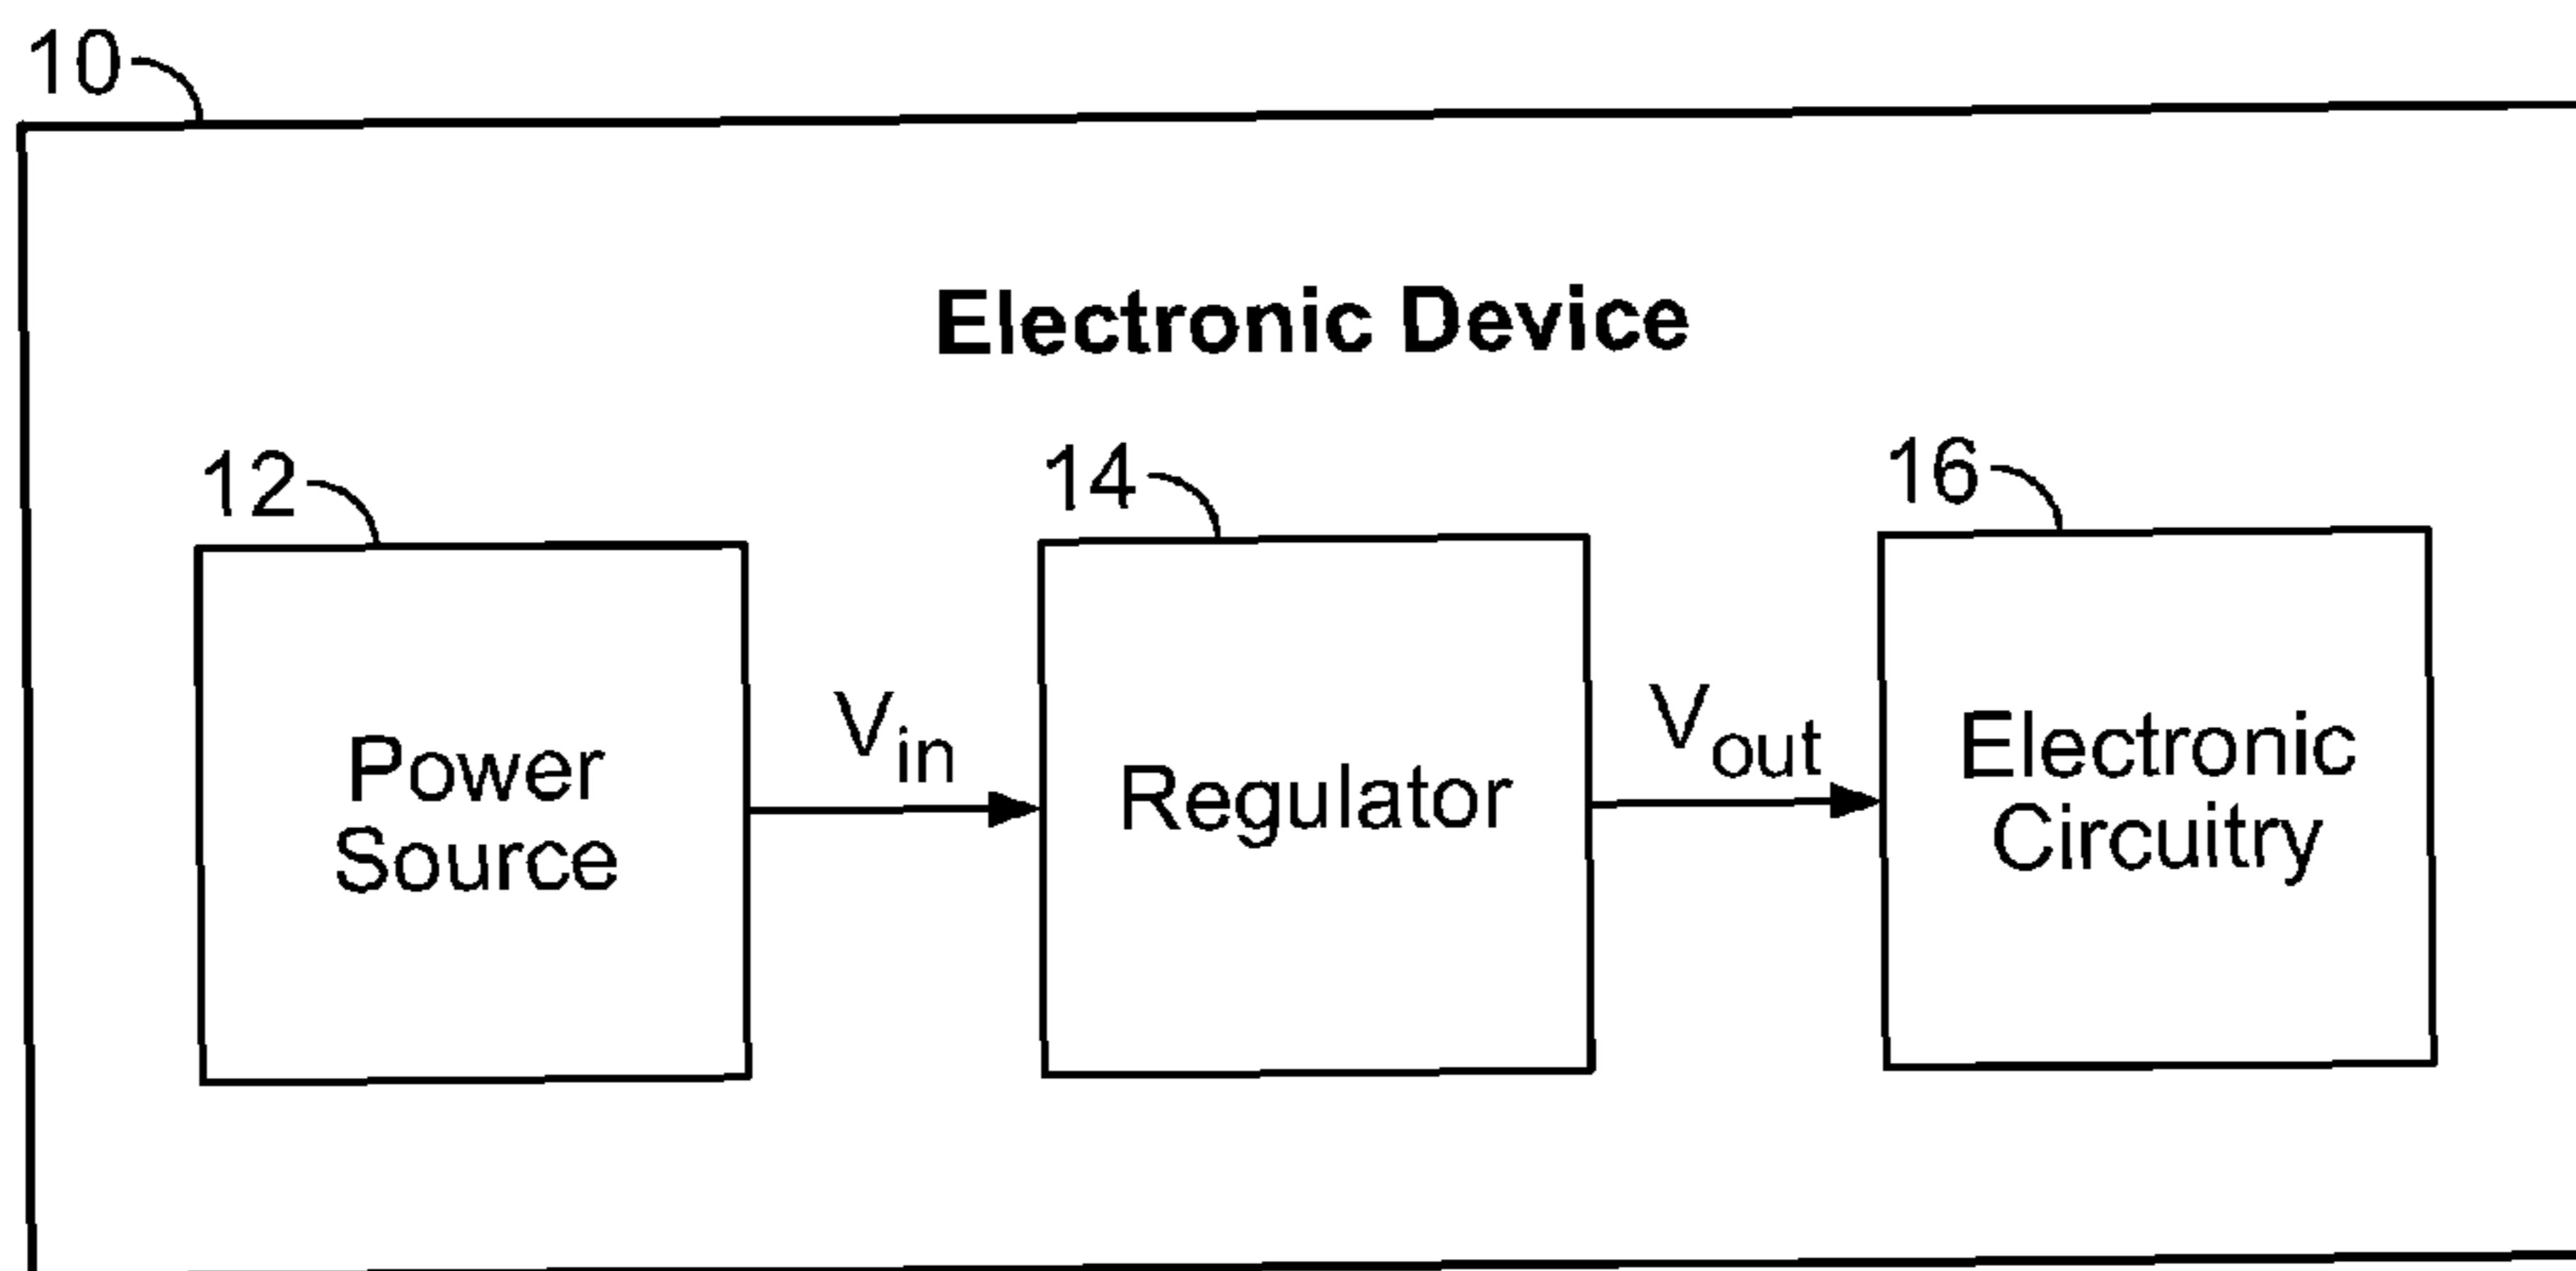 10
Electronic Device
12
14
16
Power
Source
Vin
Regulator
Vout
Electronic
Circuitry